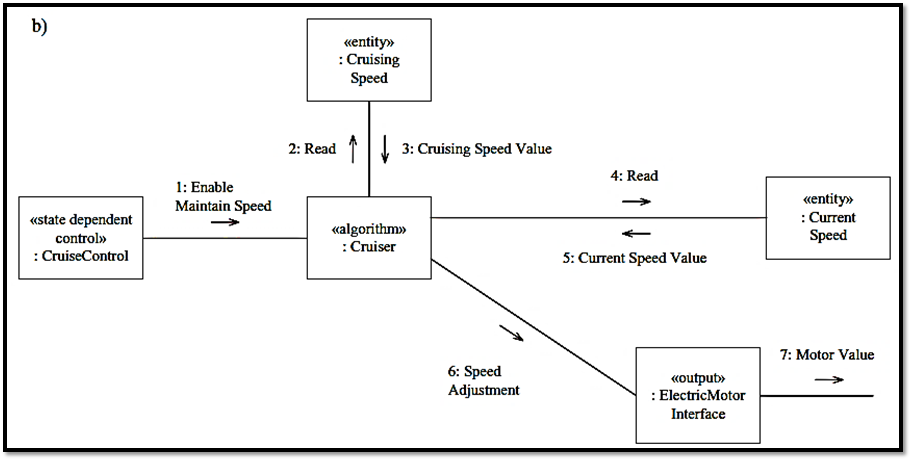 b)
«entity»
: Cruising
Speed
2: Read
3: Cruising Speed Value
1: Enable
Maintain Speed
4: Read
«state dependent
control»
: CruiseControl
«algorithm»
: Cruiser
«entity»
: Current
Speed
5: Current Speed Value
6: Speed
Adjustment
«output»
: ElectricMotor
Interface
7: Motor Value